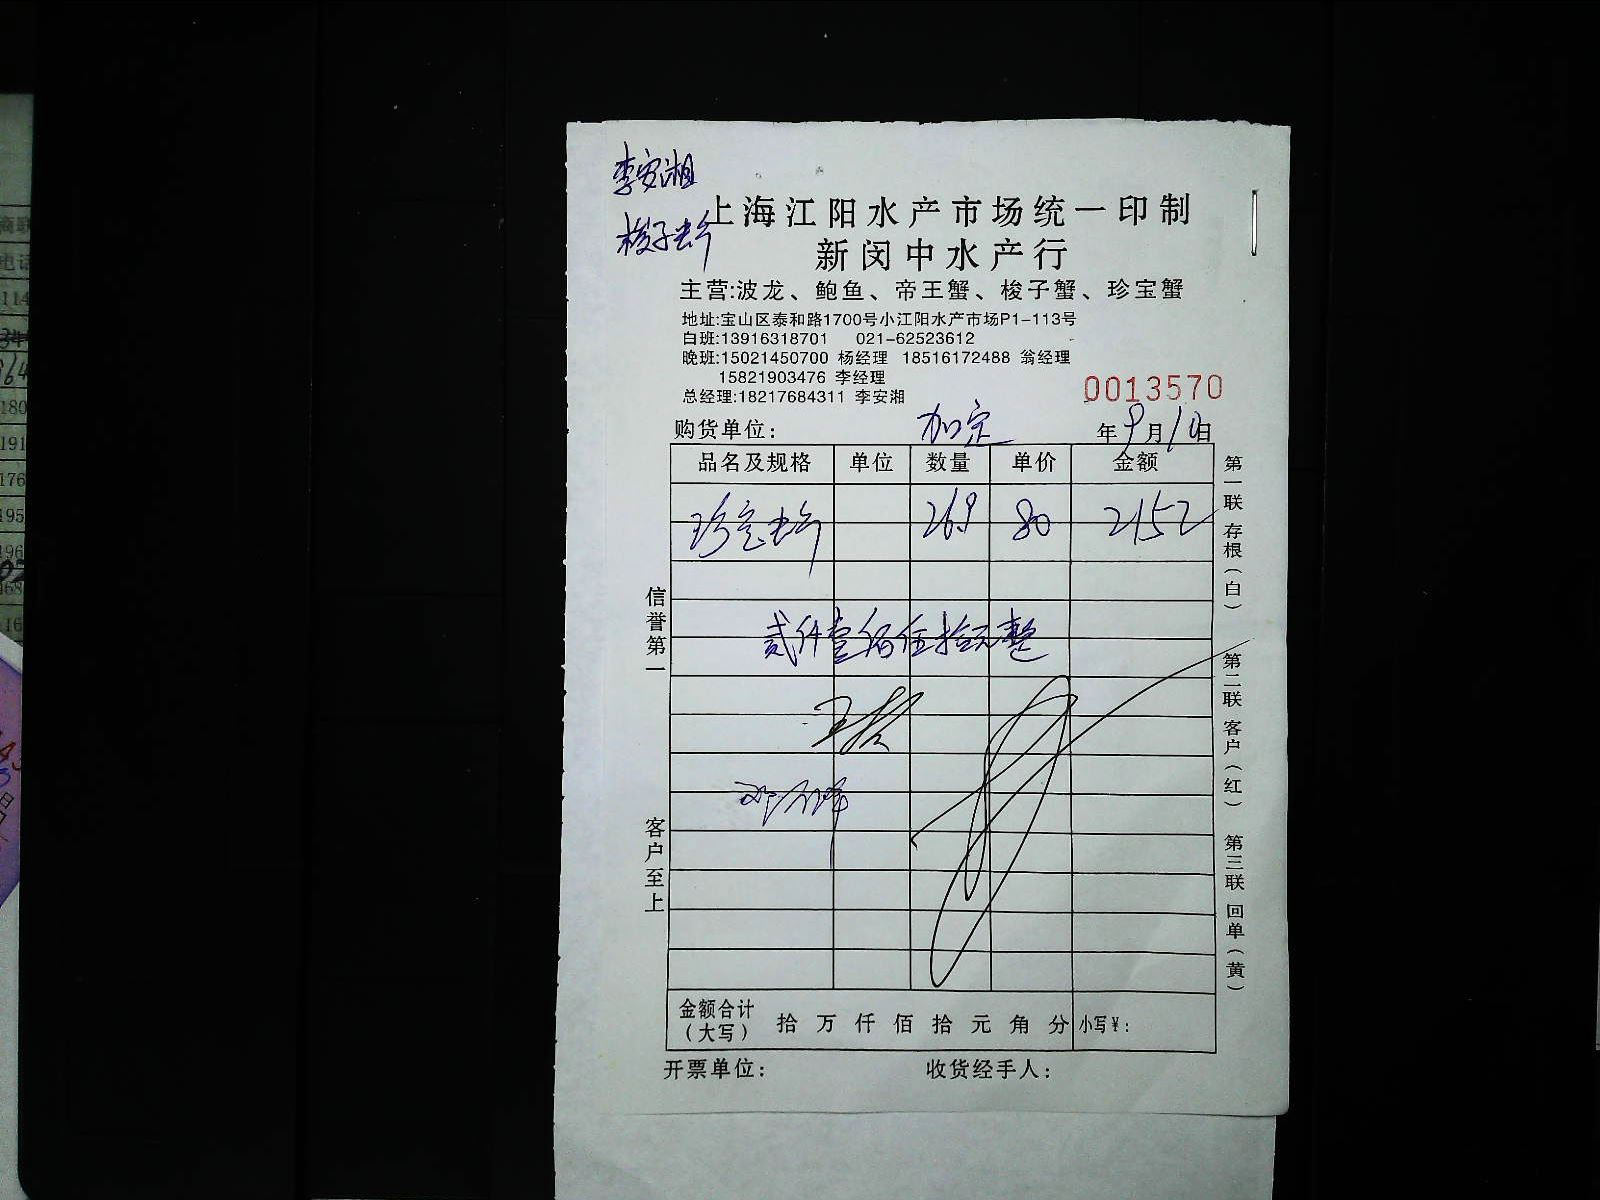 李安湘
梭子蟹
上海江阳水产市场统一印制
新闵中水产行
主营:波龙、鲍鱼、帝王蟹、梭子蟹、珍宝蟹
地址:宝山区泰和路1700号小江阳水产市场P1-113号
白班:13916318701 021-62523612
晚班:15021450700 杨经理 18516172488 翁经理
15821903476 李经理
总经理:18217684311 李安湘
0013570
购货单位: 加定 年9月10日
品名及规格 单位 数量 单价 金额
珍宝蟹 26.9 80 2152
贰仟壹佰伍拾元整
信誉第一
客户至上
第一联 存根(白)
第二联 客户(红)
第三联 回单(黄)
金额合计
(大写) 拾 万 仟 佰 拾 元 角 分 小写¥:
开票单位: 收货经手人: